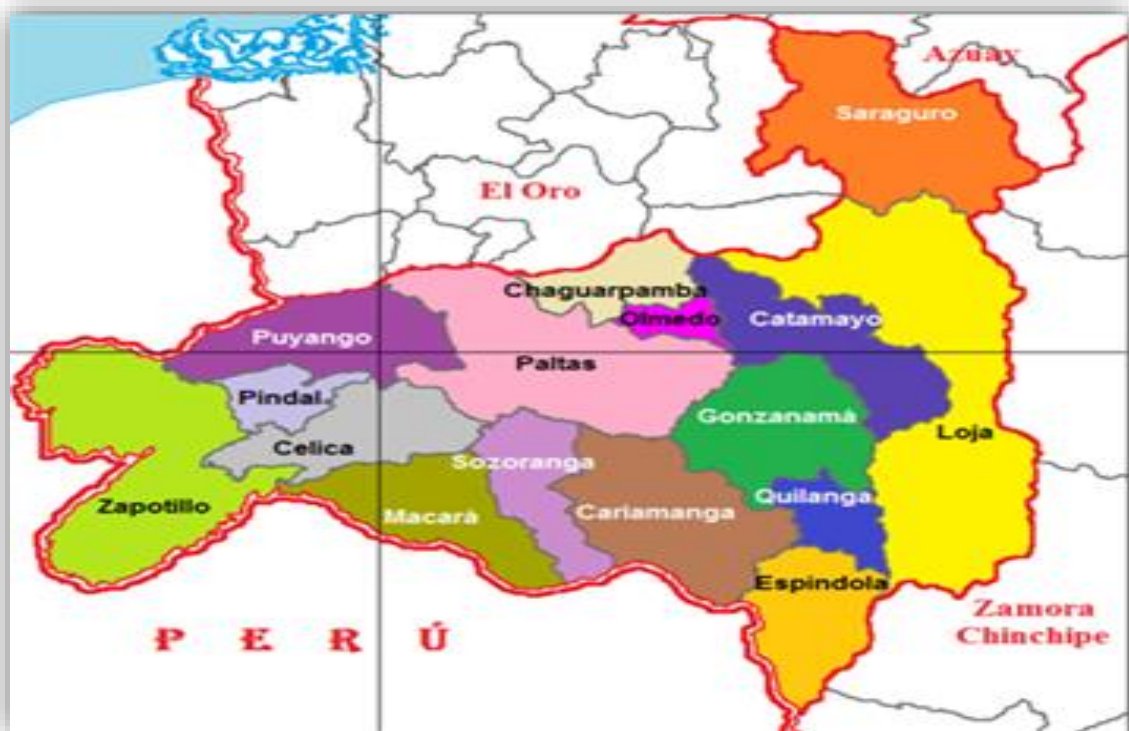 Azuay
Saraguro
El Oro
Chaguarpamba
Olmedo
Catamayo
Puyango
Paltas
Pindal
Gonzanamá
Loja
Celica
Sozoranga
Zapotillo
Macará
Cariamanga
Quilanga
Espindola
Zamora
Chinchipe
PERÚ